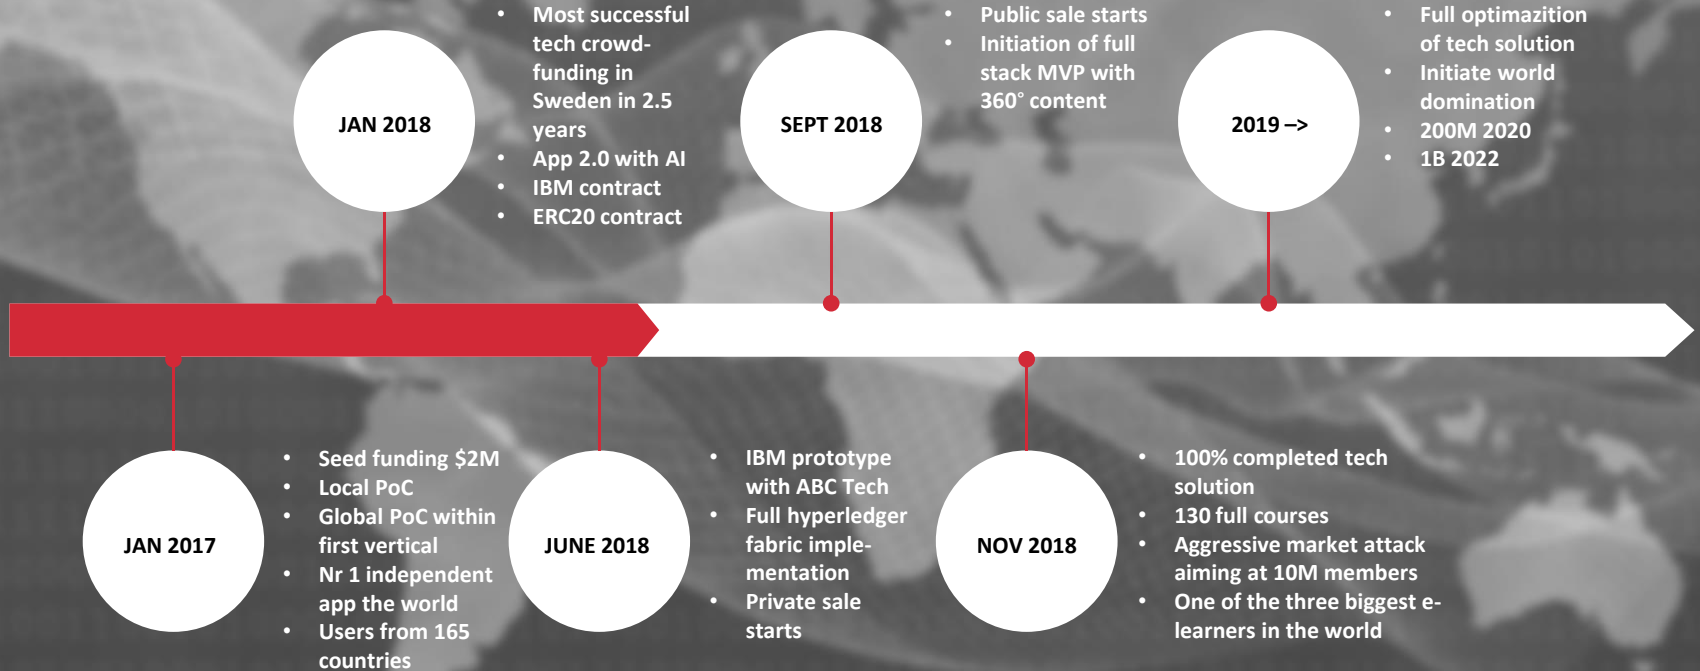 JAN 2018
• Most successful
tech crowd-
funding in
Sweden in 2.5
years
• App 2.0 with AI
• IBM contract
• ERC20 contract
SEPT 2018
• Public sale starts
• Initiation of full
stack MVP with
360° content
2019 –>
• Full optimazition
of tech solution
• Initiate world
domination
• 200M 2020
• 1B 2022
JAN 2017
• Seed funding $2M
• Local PoC
• Global PoC within
first vertical
• Nr 1 independent
app the world
• Users from 165
countries
JUNE 2018
• IBM prototype
with ABC Tech
• Full hyperledger
fabric imple-
mentation
• Private sale
starts
NOV 2018
• 100% completed tech
solution
• 130 full courses
• Aggressive market attack
aiming at 10M members
• One of the three biggest e-
learners in the world